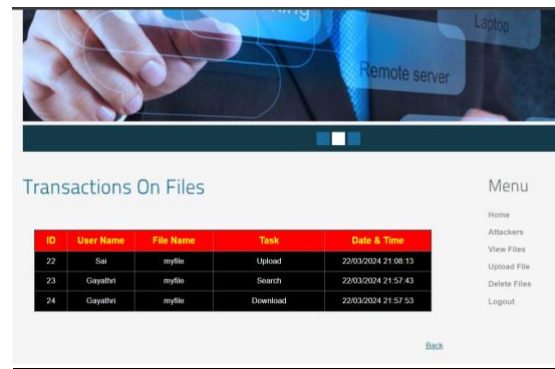 Laptop
Remote server
Transactions On Files
ID User Name File Name Task Date & Time
22 Sai myfile Upload 22/03/2024 21:08:13
23 Gayathri myfile Search 22/03/2024 21:57:43
24 Gayathri myfile Download 22/03/2024 21:57:53
Back
Menu
Home
Attackers
View Files
Upload File
Delete Files
Logout